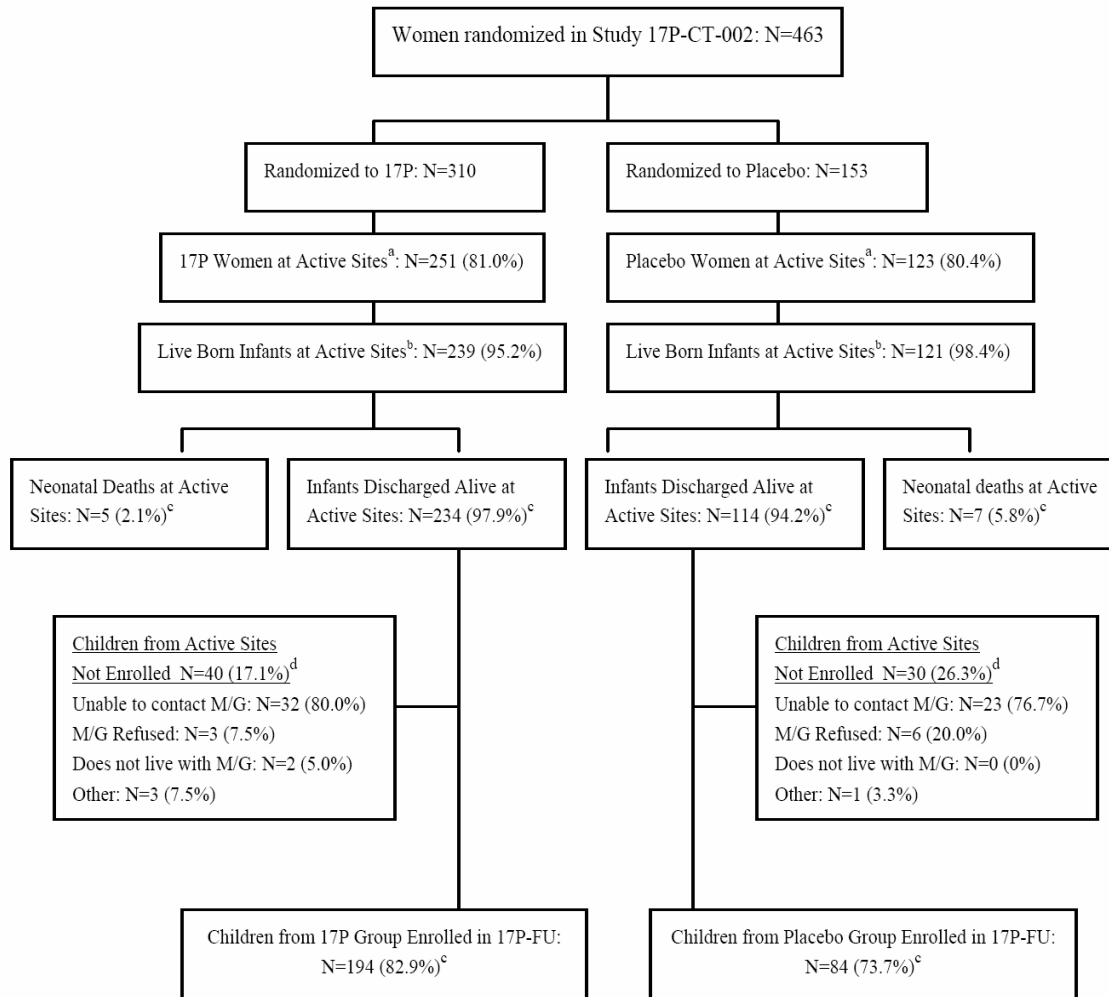 Women randomized in Study 17P-CT-002: N=463
Randomized to 17P: N=310
Randomized to Placebo: N=153
17P Women at Active Sitesᵃ: N=251 (81.0%)
Placebo Women at Active Sitesᵃ: N=123 (80.4%)
Live Born Infants at Active Sitesᵇ: N=239 (95.2%)
Live Born Infants at Active Sitesᵇ: N=121 (98.4%)
Neonatal Deaths at Active
Sites: N=5 (2.1%)ᶜ
Infants Discharged Alive at
Active Sites: N=234 (97.9%)ᶜ
Infants Discharged Alive at
Active Sites: N=114 (94.2%)ᶜ
Neonatal deaths at Active
Sites: N=7 (5.8%)ᶜ
Children from Active Sites
Not Enrolled N=40 (17.1%)ᵈ
Unable to contact M/G: N=32 (80.0%)
M/G Refused: N=3 (7.5%)
Does not live with M/G: N=2 (5.0%)
Other: N=3 (7.5%)
Children from Active Sites
Not Enrolled N=30 (26.3%)ᵈ
Unable to contact M/G: N=23 (76.7%)
M/G Refused: N=6 (20.0%)
Does not live with M/G: N=0 (0%)
Other: N=1 (3.3%)
Children from 17P Group Enrolled in 17P-FU:
N=194 (82.9%)ᶜ
Children from Placebo Group Enrolled in 17P-FU:
N=84 (73.7%)ᶜ